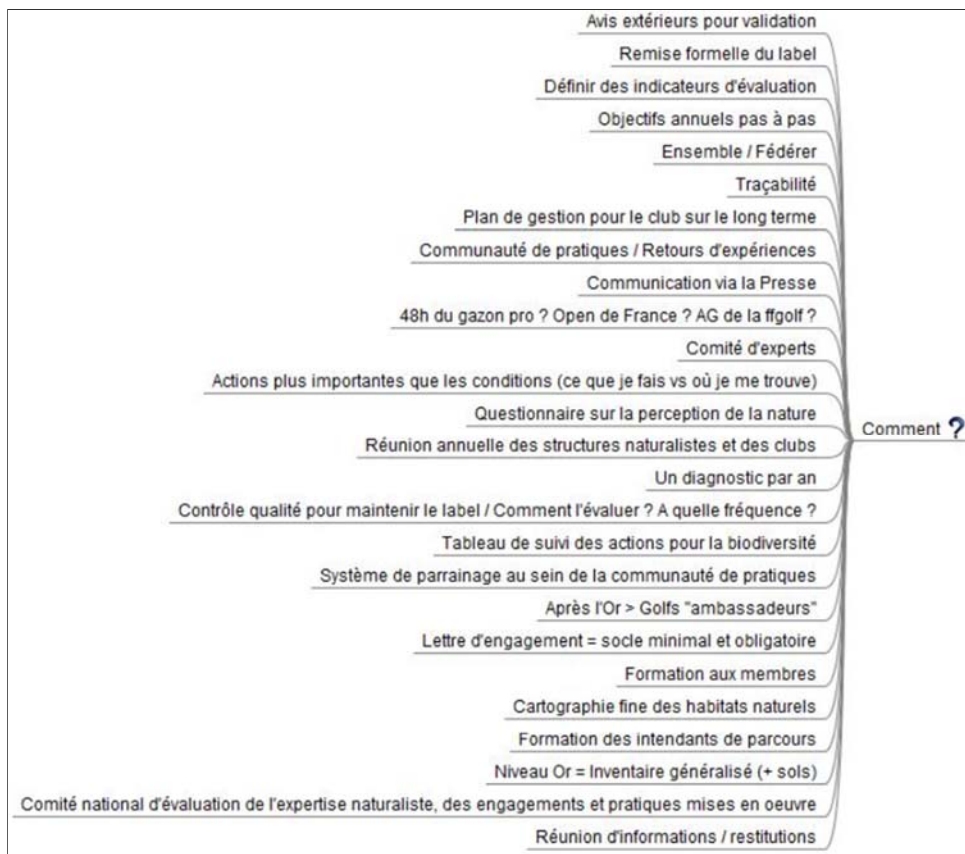 Avis extérieurs pour validation
Remise formelle du label
Définir des indicateurs d'évaluation
Objectifs annuels pas à pas
Ensemble / Fédérer
Traçabilité
Plan de gestion pour le club sur le long terme
Communauté de pratiques / Retours d'expériences
Communication via la Presse
48h du gazon pro ? Open de France ? AG de la ffgolf ?
Comité d'experts
Actions plus importantes que les conditions (ce que je fais vs où je me trouve)
Questionnaire sur la perception de la nature
Comment ?
Réunion annuelle des structures naturalistes et des clubs
Un diagnostic par an
Contrôle qualité pour maintenir le label / Comment l'évaluer ? A quelle fréquence ?
Tableau de suivi des actions pour la biodiversité
Système de parrainage au sein de la communauté de pratiques
Après l'Or > Golfs "ambassadeurs"
Lettre d'engagement = socle minimal et obligatoire
Formation aux membres
Cartographie fine des habitats naturels
Formation des intendants de parcours
Niveau Or = Inventaire généralisé (+ sols)
Comité national d'évaluation de l'expertise naturaliste, des engagements et pratiques mises en oeuvre
Réunion d'informations / restitutions